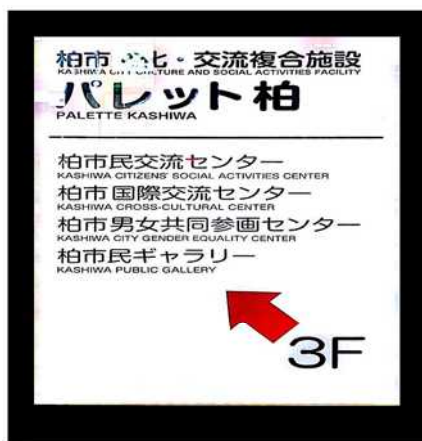 柏市 化・交流複合施設
KASHIWA CITY CULTURE AND SOCIAL ACTIVITIES FACILITY
パレット柏
PALETTE KASHIWA
柏市民交流センター
KASHIWA CITIZENS' SOCIAL ACTIVITIES CENTER
柏市国際交流センター
KASHIWA CROSS-CULTURAL CENTER
柏市男女共同参画センター
KASHIWA CITY GENDER EQUALITY CENTER
柏市民ギャラリー
KASHIWA PUBLIC GALLERY
3F